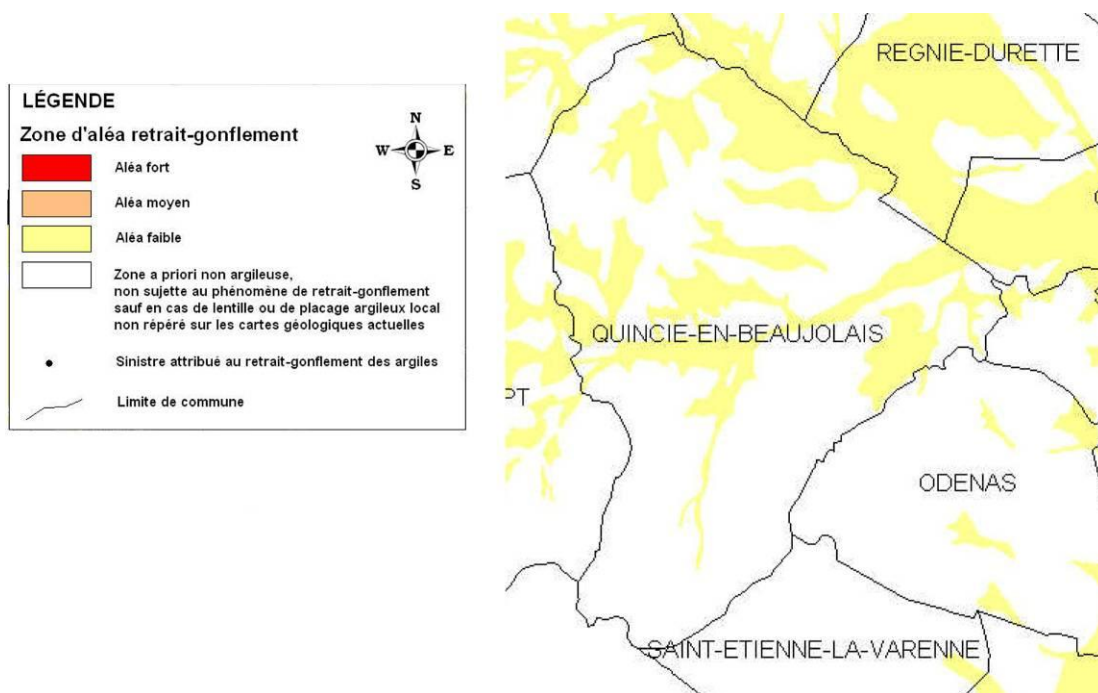 LÉGENDE
Zone d'aléa retrait-gonflement
N
W E
S
Aléa fort
Aléa moyen
Aléa faible
Zone a priori non argileuse,
non sujette au phénomène de retrait-gonflement
sauf en cas de lentille ou de placage argileux local
non répéré sur les cartes géologiques actuelles
Sinistre attribué au retrait-gonflement des argiles
Limite de commune
REGNIE-DURETTE
QUINCIE-EN-BEAUJOLAIS
PT
ODENAS
SAINT-ETIENNE-LA-VARENNE